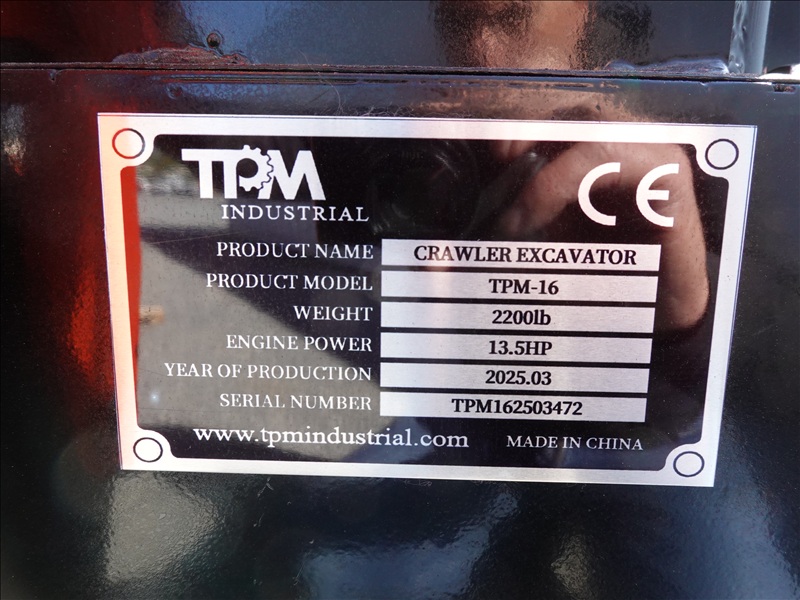 TPM
INDUSTRIAL
CE
PRODUCT NAME CRAWLER EXCAVATOR
PRODUCT MODEL TPM-16
WEIGHT 2200lb
ENGINE POWER 13.5HP
YEAR OF PRODUCTION 2025.03
SERIAL NUMBER TPM162503472
www.tpmindustrial.com MADE IN CHINA